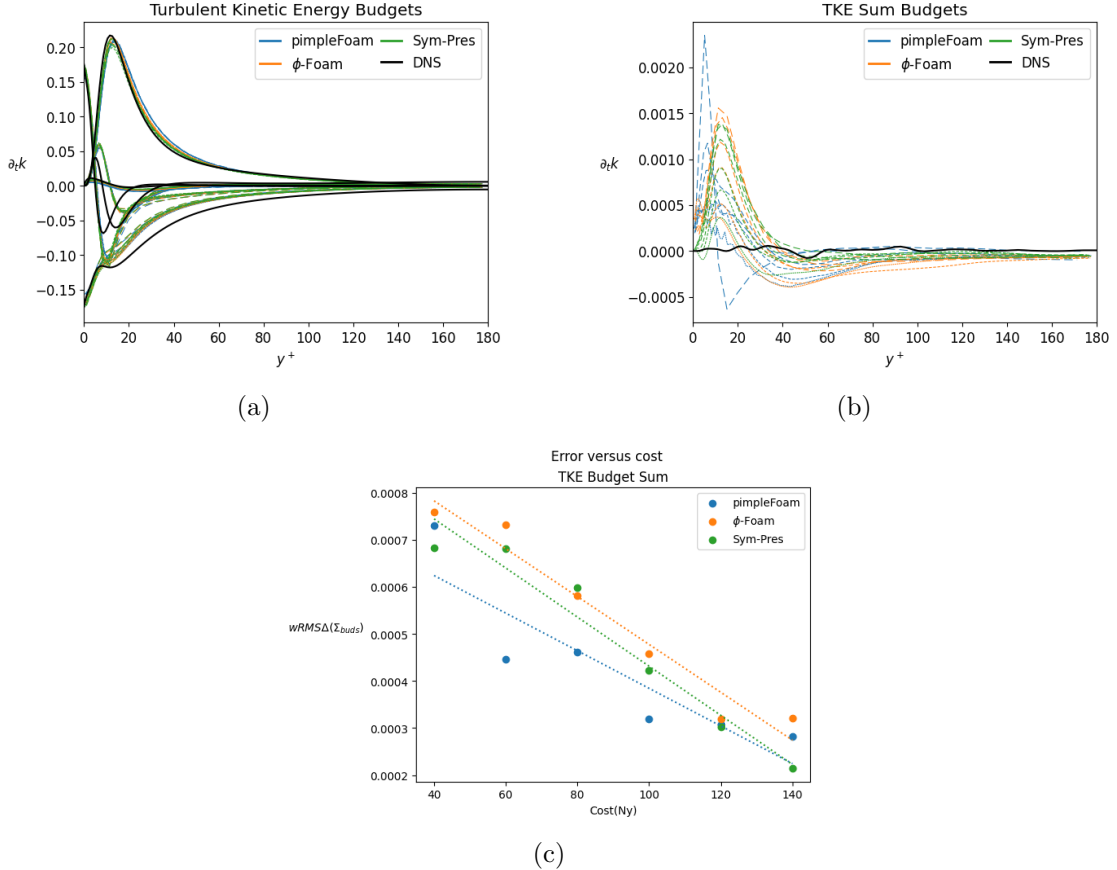 Turbulent Kinetic Energy Budgets
pimpleFoam
ϕ-Foam
Sym-Pres
DNS
∂ₜk
0.20
0.15
0.10
0.05
0.00
−0.05
−0.10
−0.15
0 20 40 60 80 100 120 140 160 180
y⁺
(a)
TKE Sum Budgets
pimpleFoam
ϕ-Foam
Sym-Pres
DNS
∂ₜk
0.0020
0.0015
0.0010
0.0005
0.0000
−0.0005
0 20 40 60 80 100 120 140 160 180
y⁺
(b)
Error versus cost
TKE Budget Sum
pimpleFoam
ϕ-Foam
Sym-Pres
wRMSΔ(Σ_buds)
0.0008
0.0007
0.0006
0.0005
0.0004
0.0003
0.0002
40 60 80 100 120 140
Cost(Ny)
(c)